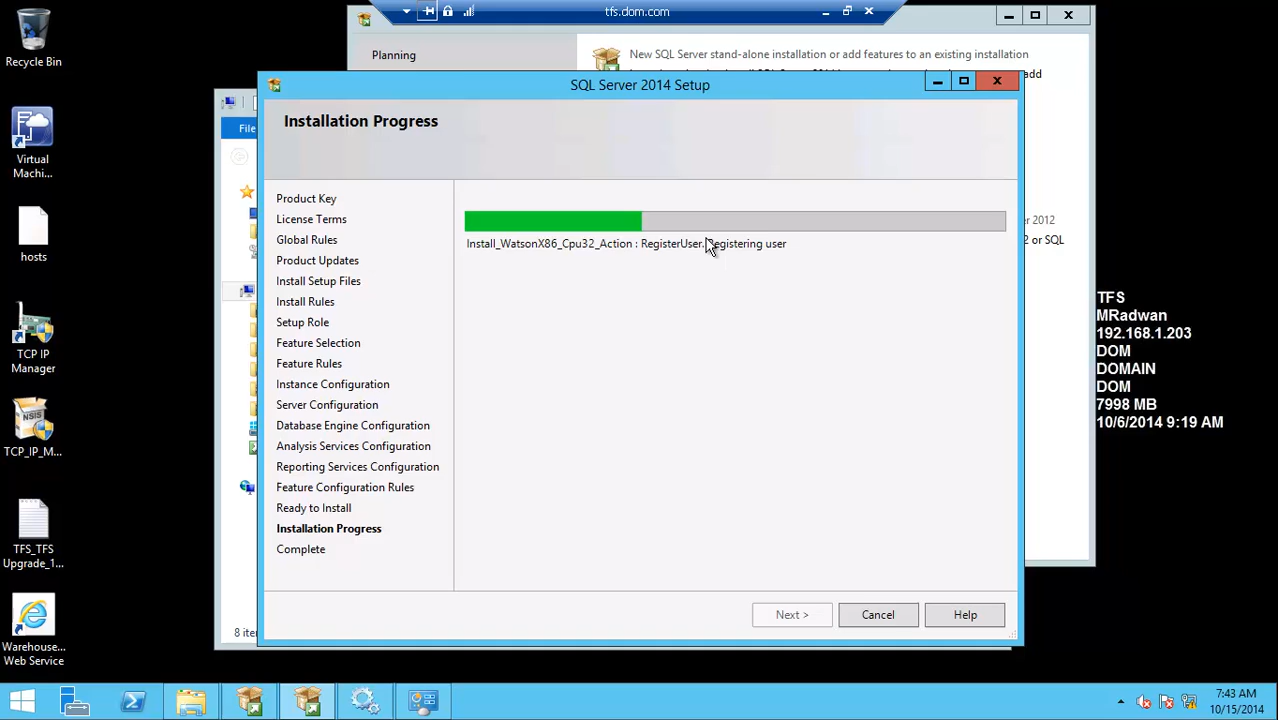 tfs.dom.com
Recycle Bin
Virtual
Machi...
hosts
TCP IP
Manager
TCP_IP_M...
TFS_TFS
Upgrade_1...
Warehouse...
Web Service
Planning
New SQL Server stand-alone installation or add features to an existing installation
add
er 2012
2 or SQL
File
8 iter
SQL Server 2014 Setup
Installation Progress
Product Key
License Terms
Global Rules
Product Updates
Install Setup Files
Install Rules
Setup Role
Feature Selection
Feature Rules
Instance Configuration
Server Configuration
Database Engine Configuration
Analysis Services Configuration
Reporting Services Configuration
Feature Configuration Rules
Ready to Install
Installation Progress
Complete
Install_WatsonX86_Cpu32_Action : RegisterUser. Registering user
Next >
Cancel
Help
TFS
MRadwan
192.168.1.203
DOM
DOMAIN
DOM
7998 MB
10/6/2014 9:19 AM
7:43 AM
10/15/2014